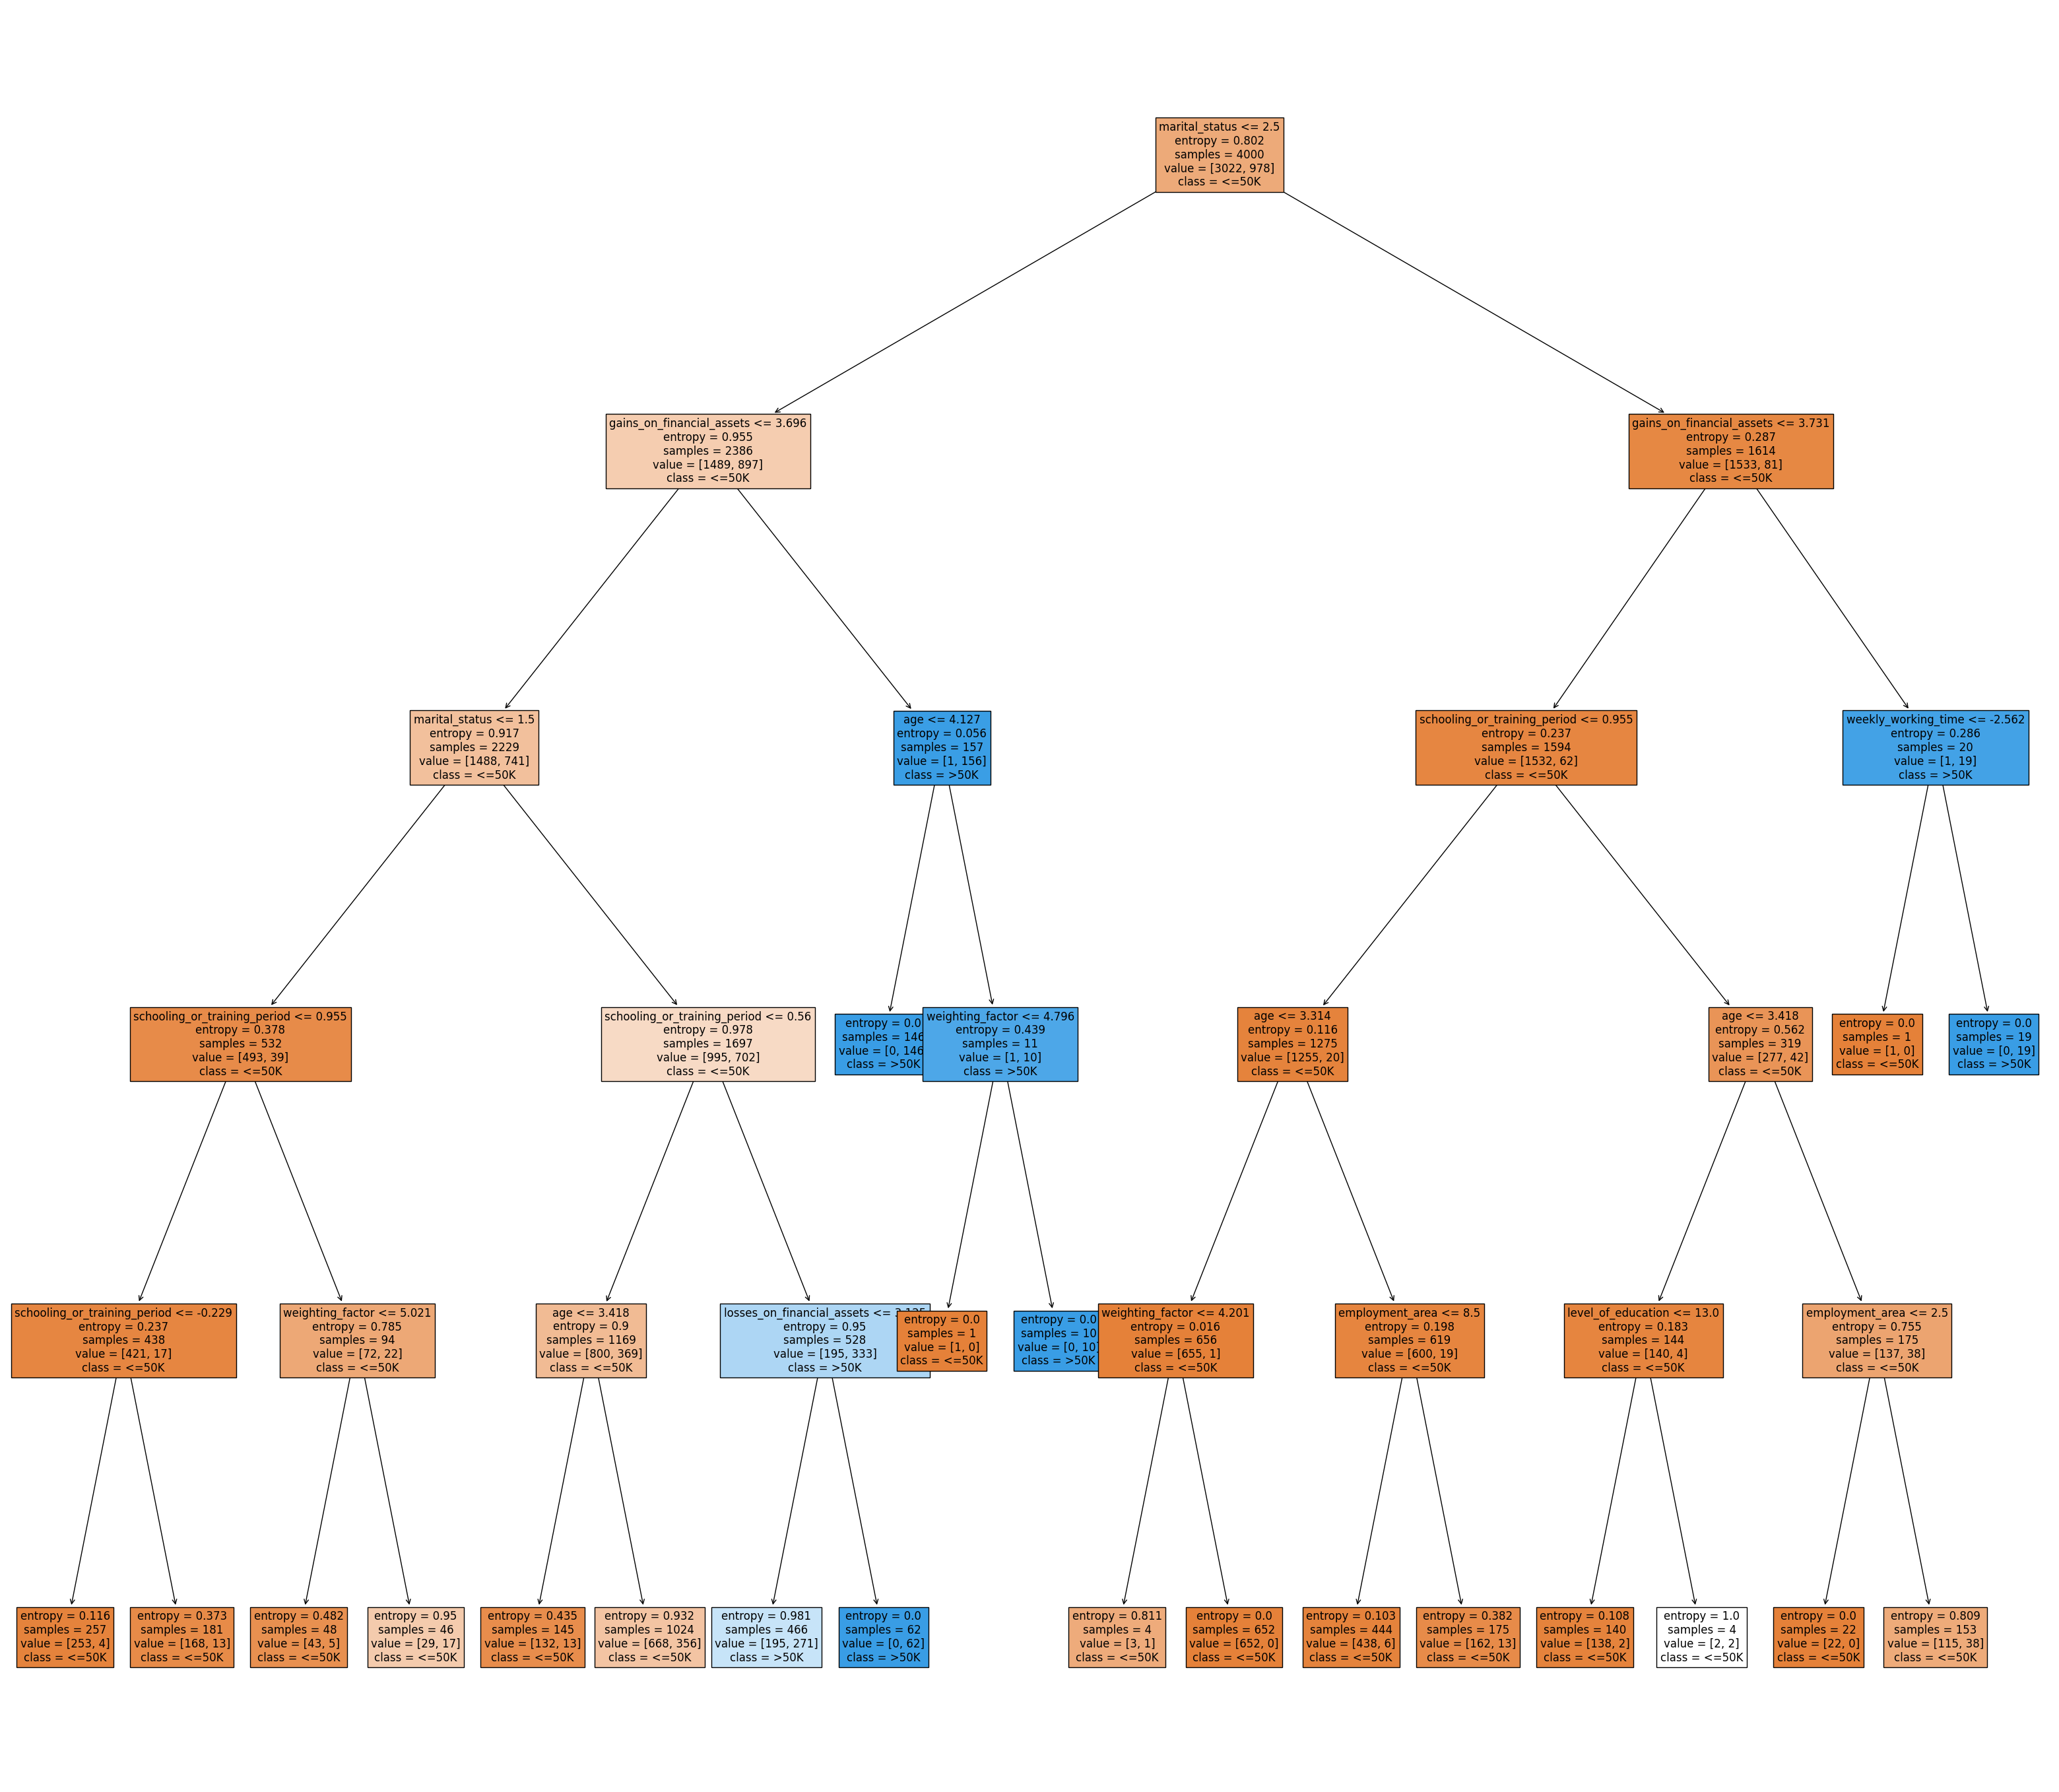 marital_status <= 2.5
entropy = 0.802
samples = 4000
value = [3022, 978]
class = <=50K
gains_on_financial_assets <= 3.696
entropy = 0.955
samples = 2386
value = [1489, 897]
class = <=50K
gains_on_financial_assets <= 3.731
entropy = 0.287
samples = 1614
value = [1533, 81]
class = <=50K
marital_status <= 1.5
entropy = 0.917
samples = 2229
value = [1488, 741]
class = <=50K
age <= 4.127
entropy = 0.056
samples = 157
value = [1, 156]
class = >50K
schooling_or_training_period <= 0.955
entropy = 0.237
samples = 1594
value = [1532, 62]
class = <=50K
weekly_working_time <= -2.562
entropy = 0.286
samples = 20
value = [1, 19]
class = >50K
schooling_or_training_period <= 0.955
entropy = 0.378
samples = 532
value = [493, 39]
class = <=50K
schooling_or_training_period <= 0.56
entropy = 0.978
samples = 1697
value = [995, 702]
class = <=50K
entropy = 0.0
samples = 146
value = [0, 146
class = >50K
weighting_factor <= 4.796
entropy = 0.439
samples = 11
value = [1, 10]
class = >50K
age <= 3.314
entropy = 0.116
samples = 1275
value = [1255, 20]
class = <=50K
age <= 3.418
entropy = 0.562
samples = 319
value = [277, 42]
class = <=50K
entropy = 0.0
samples = 1
value = [1, 0]
class = <=50K
entropy = 0.0
samples = 19
value = [0, 19]
class = >50K
schooling_or_training_period <= -0.229
entropy = 0.237
samples = 438
value = [421, 17]
class = <=50K
weighting_factor <= 5.021
entropy = 0.785
samples = 94
value = [72, 22]
class = <=50K
age <= 3.418
entropy = 0.9
samples = 1169
value = [800, 369]
class = <=50K
losses_on_financial_assets <=
entropy = 0.95
samples = 528
value = [195, 333]
class = >50K
entropy = 0.0
samples = 1
value = [1, 0]
class = <=50K
entropy = 0.0
samples = 10
value = [0, 10]
class = >50K
weighting_factor <= 4.201
entropy = 0.016
samples = 656
value = [655, 1]
class = <=50K
employment_area <= 8.5
entropy = 0.198
samples = 619
value = [600, 19]
class = <=50K
level_of_education <= 13.0
entropy = 0.183
samples = 144
value = [140, 4]
class = <=50K
employment_area <= 2.5
entropy = 0.755
samples = 175
value = [137, 38]
class = <=50K
entropy = 0.116
samples = 257
value = [253, 4]
class = <=50K
entropy = 0.373
samples = 181
value = [168, 13]
class = <=50K
entropy = 0.482
samples = 48
value = [43, 5]
class = <=50K
entropy = 0.95
samples = 46
value = [29, 17]
class = <=50K
entropy = 0.435
samples = 145
value = [132, 13]
class = <=50K
entropy = 0.932
samples = 1024
value = [668, 356]
class = <=50K
entropy = 0.981
samples = 466
value = [195, 271]
class = >50K
entropy = 0.0
samples = 62
value = [0, 62]
class = >50K
entropy = 0.811
samples = 4
value = [3, 1]
class = <=50K
entropy = 0.0
samples = 652
value = [652, 0]
class = <=50K
entropy = 0.103
samples = 444
value = [438, 6]
class = <=50K
entropy = 0.382
samples = 175
value = [162, 13]
class = <=50K
entropy = 0.108
samples = 140
value = [138, 2]
class = <=50K
entropy = 1.0
samples = 4
value = [2, 2]
class = <=50K
entropy = 0.0
samples = 22
value = [22, 0]
class = <=50K
entropy = 0.809
samples = 153
value = [115, 38]
class = <=50K